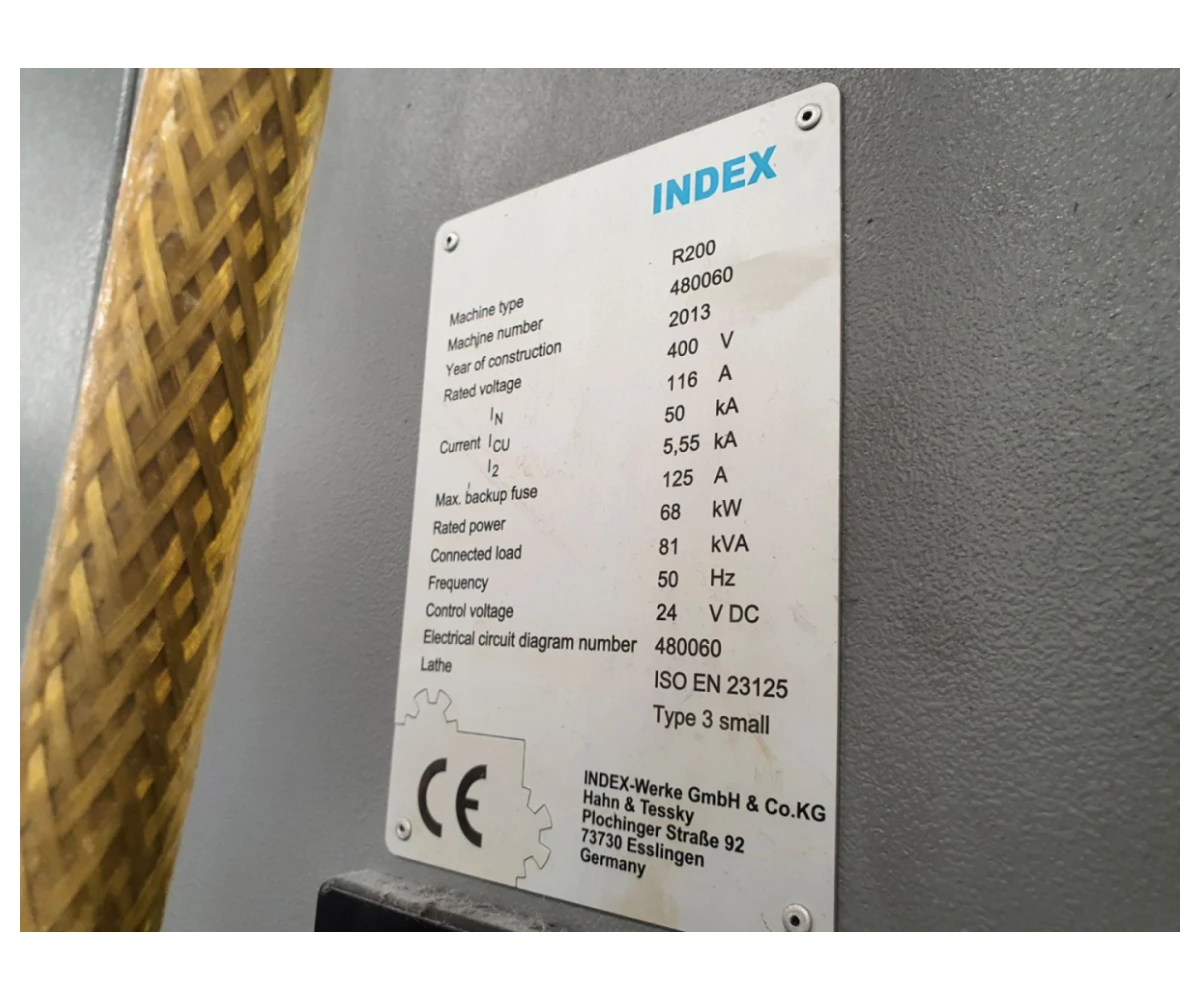 INDEX
Machine type R200
Machine number 480060
Year of construction 2013
Rated voltage 400 V
IN 116 A
Current ICU 50 kA
I2 5,55 kA
Max. backup fuse 125 A
Rated power 68 kW
Connected load 81 kVA
Frequency 50 Hz
Control voltage 24 V DC
Electrical circuit diagram number 480060
Lathe ISO EN 23125
Type 3 small
CE
INDEX-Werke GmbH & Co.KG
Hahn & Tessky
Plochinger Straße 92
73730 Esslingen
Germany